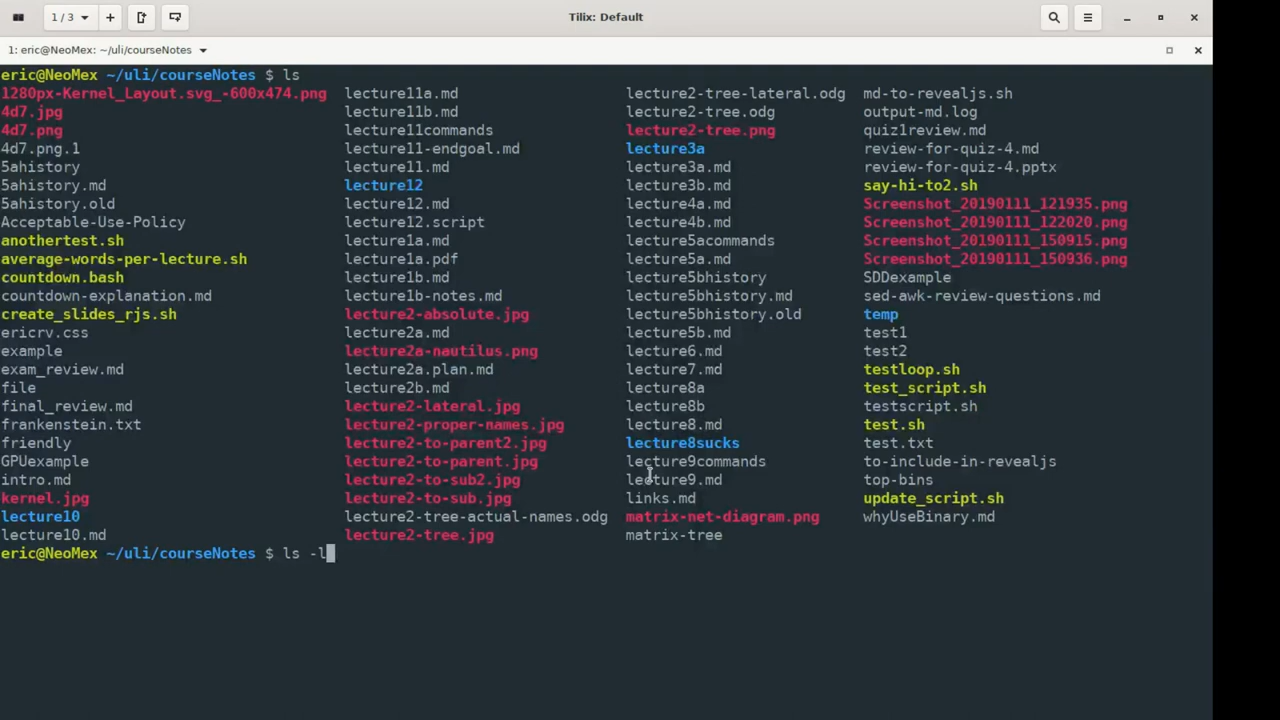 1 / 3
Tilix: Default
1: eric@NeoMex: ~/uli/courseNotes
eric@NeoMex ~/uli/courseNotes $ ls
1280px-Kernel_Layout.svg_-600x474.png lecture11a.md lecture2-tree-lateral.odg md-to-revealjs.sh
4d7.jpg lecture11b.md lecture2-tree.odg output-md.log
4d7.png lecture11commands lecture2-tree.png quiz1review.md
4d7.png.1 lecture11-endgoal.md lecture3a review-for-quiz-4.md
5ahistory lecture11.md lecture3a.md review-for-quiz-4.pptx
5ahistory.md lecture12 lecture3b.md say-hi-to2.sh
5ahistory.old lecture12.md lecture4a.md Screenshot_20190111_121935.png
Acceptable-Use-Policy lecture12.script lecture4b.md Screenshot_20190111_122020.png
anothertest.sh lecture1a.md lecture5acommands Screenshot_20190111_150915.png
average-words-per-lecture.sh lecture1a.pdf lecture5a.md Screenshot_20190111_150936.png
countdown.bash lecture1b.md lecture5bhistory SDDexample
countdown-explanation.md lecture1b-notes.md lecture5bhistory.md sed-awk-review-questions.md
create_slides_rjs.sh lecture2-absolute.jpg lecture5bhistory.old temp
ericrv.css lecture2a.md lecture5b.md test1
example lecture2a-nautilus.png lecture6.md test2
exam_review.md lecture2a.plan.md lecture7.md testloop.sh
file lecture2b.md lecture8a test_script.sh
final_review.md lecture2-lateral.jpg lecture8b testscript.sh
frankenstein.txt lecture2-proper-names.jpg lecture8.md test.sh
friendly lecture2-to-parent2.jpg lecture8sucks test.txt
GPUexample lecture2-to-parent.jpg lecture9commands to-include-in-revealjs
intro.md lecture2-to-sub2.jpg lecture9.md top-bins
kernel.jpg lecture2-to-sub.jpg links.md update_script.sh
lecture10 lecture2-tree-actual-names.odg matrix-net-diagram.png whyUseBinary.md
lecture10.md lecture2-tree.jpg matrix-tree
eric@NeoMex ~/uli/courseNotes $ ls -l